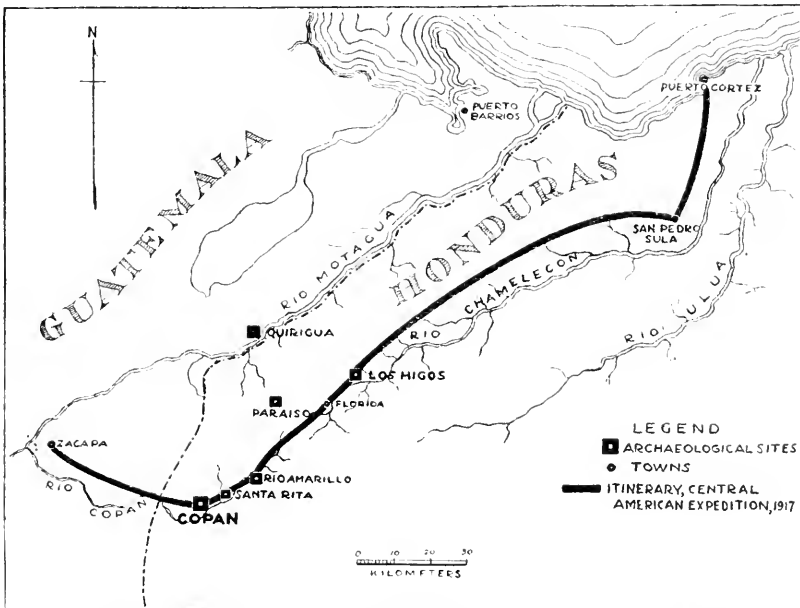 N
PUERTO CORTEZ
PUERTO
BARRIOS
GUATEMALA
HONDURAS
RIO MOTAGUA
SAN PEDRO
SULA
RIO CHAMELECON
RIO ULUA
QUIRIGUA
LOS HIGOS
PARAISO
FLORIDA
ZACAPA
RIO AMARILLO
SANTA RITA
RIO COPAN
COPAN
LEGEND
ARCHAEOLOGICAL SITES
TOWNS
ITINERARY, CENTRAL
AMERICAN EXPEDITION, 1917
0 10 20 30
KILOMETERS